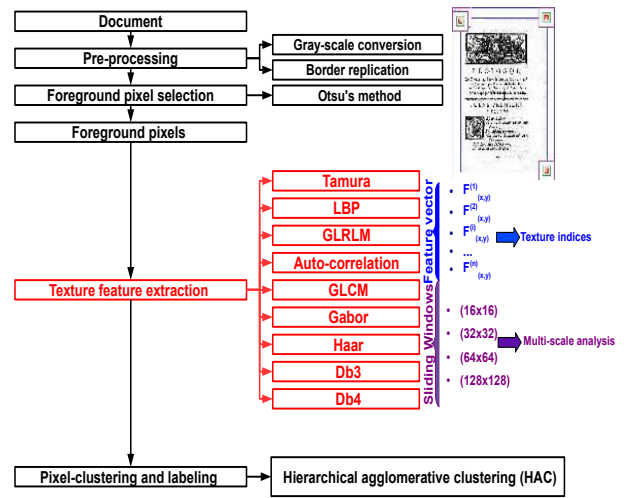 Document
Pre-processing
Gray-scale conversion
Border replication
Foreground pixel selection
Otsu's method
Foreground pixels
PROLOGUE
Texture feature extraction
Tamura
LBP
GLRLM
Auto-correlation
GLCM
Gabor
Haar
Db3
Db4
Feature vector
• F(1)(x,y)
• F(2)(x,y)
• F(i)(x,y)
• ...
• F(n)(x,y)
Texture indices
Sliding Windows
• (16x16)
• (32x32)
• (64x64)
• (128x128)
Multi-scale analysis
Pixel-clustering and labeling
Hierarchical agglomerative clustering (HAC)